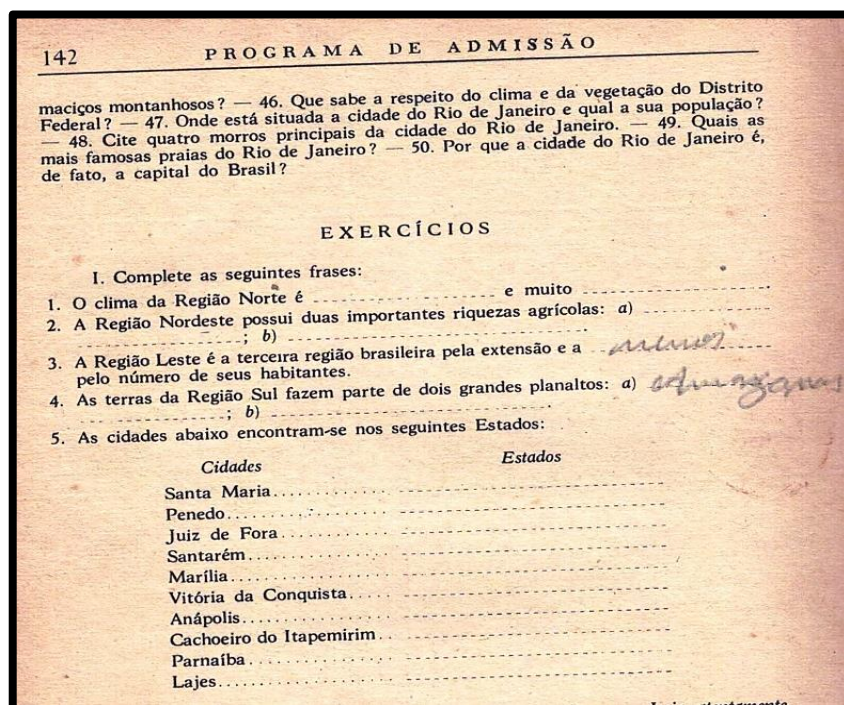 142 PROGRAMA DE ADMISSÃO
maciços montanhosos? — 46. Que sabe a respeito do clima e da vegetação do Distrito
Federal? — 47. Onde está situada a cidade do Rio de Janeiro e qual a sua população?
— 48. Cite quatro morros principais da cidade do Rio de Janeiro. — 49. Quais as
mais famosas praias do Rio de Janeiro? — 50. Por que a cidade do Rio de Janeiro é,
de fato, a capital do Brasil?
EXERCÍCIOS
I. Complete as seguintes frases:
1. O clima da Região Norte é ........ e muito ........
2. A Região Nordeste possui duas importantes riquezas agrícolas: a) ........
........; b) ........
3. A Região Leste é a terceira região brasileira pela extensão e a ........
pelo número de seus habitantes.
4. As terras da Região Sul fazem parte de dois grandes planaltos: a)
........; b) ........
5. As cidades abaixo encontram-se nos seguintes Estados:
Cidades Estados
Santa Maria........
Penedo........
Juiz de Fora........
Santarém........
Marília........
Vitória da Conquista........
Anápolis........
Cachoeiro do Itapemirim........
Parnaíba........
Lajes........